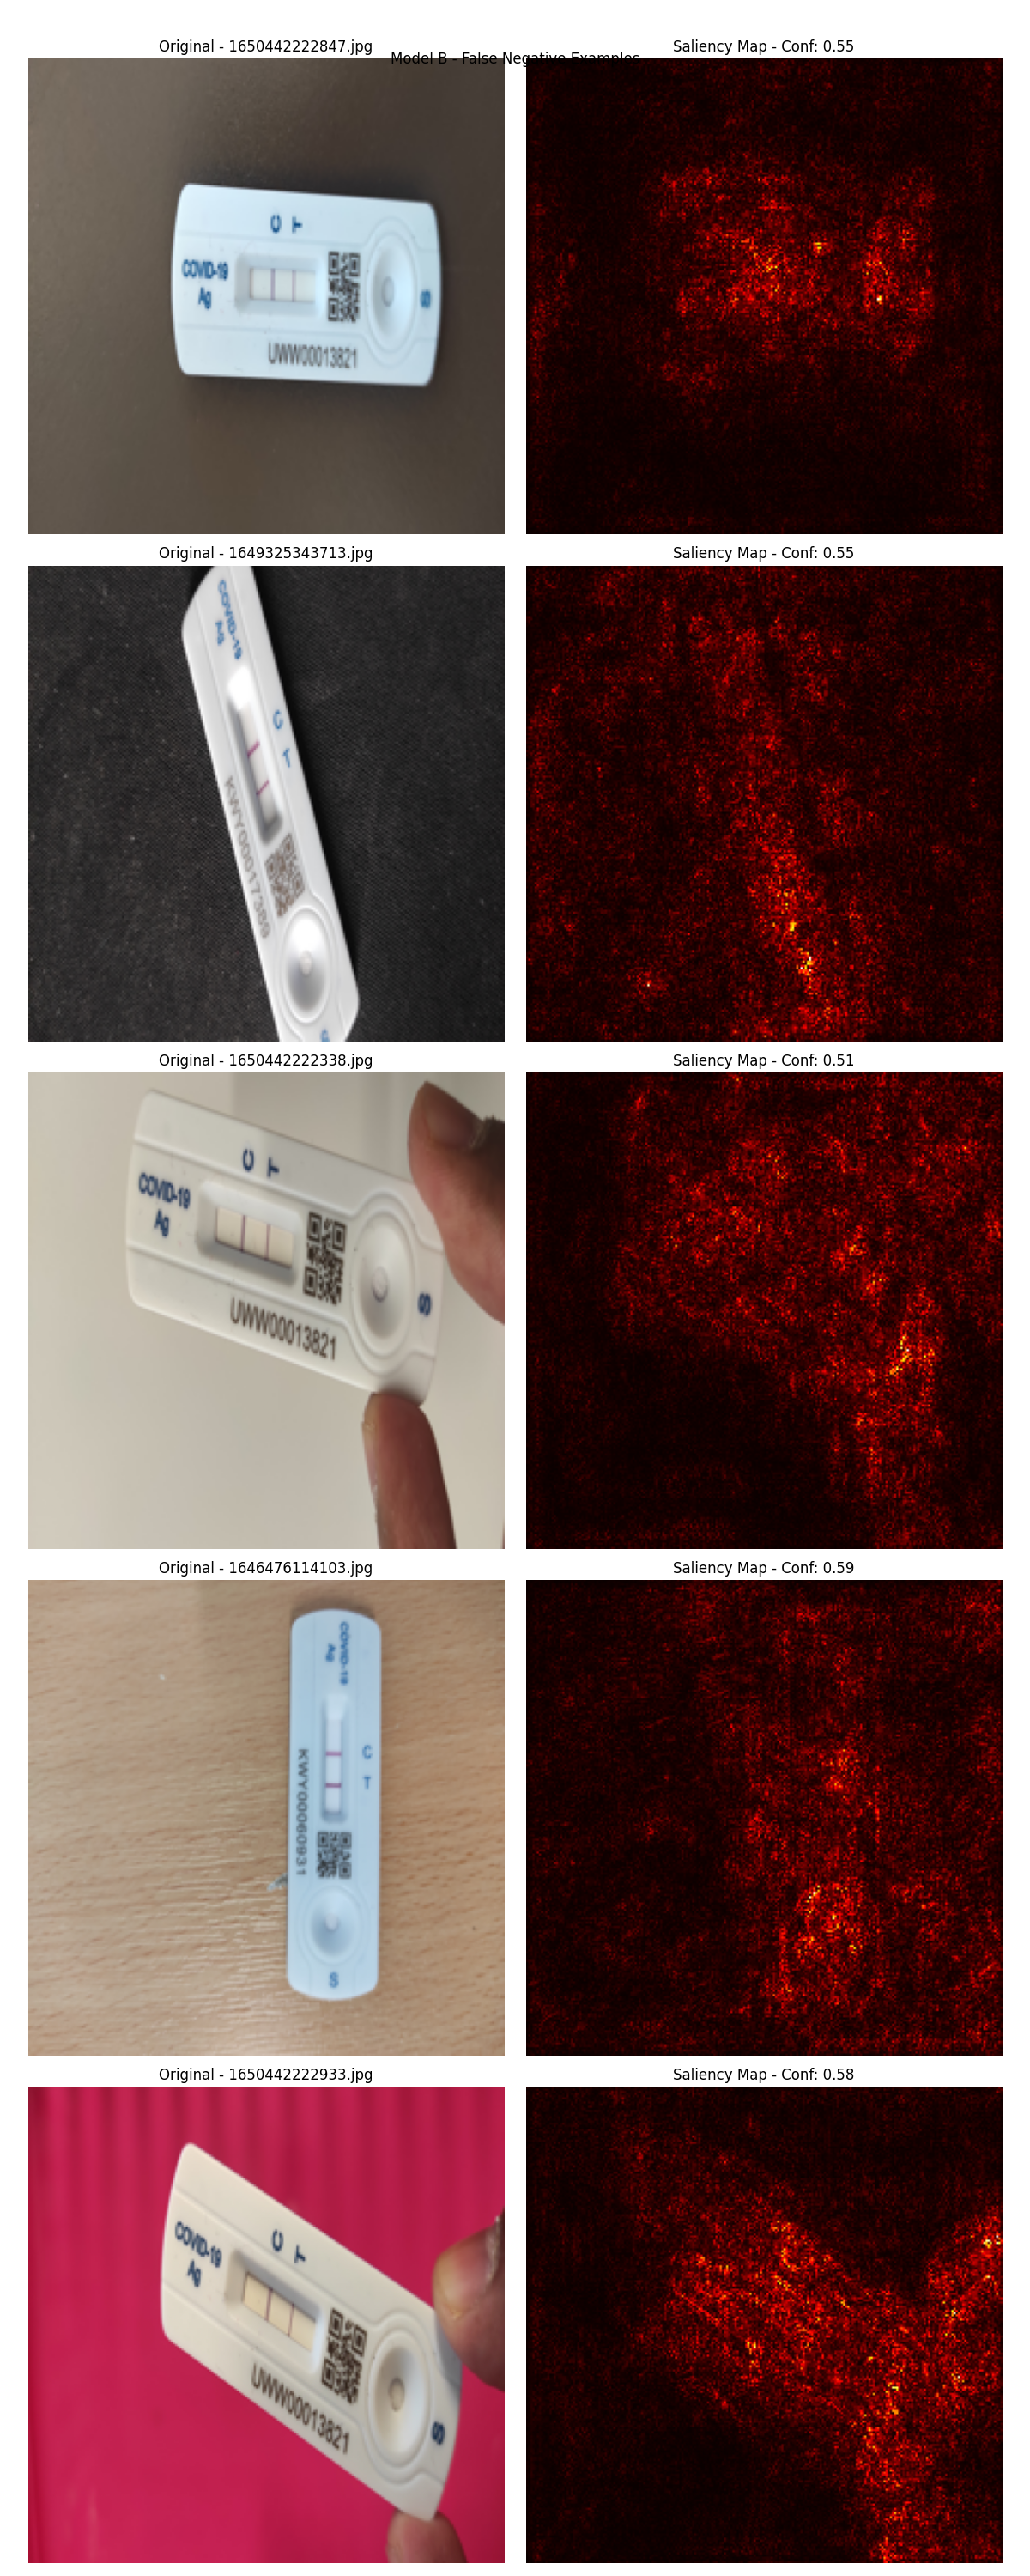 Model B - False Negative Examples
Original - 1650442222847.jpg
Saliency Map - Conf: 0.55
C T
COVID-19
Ag
S
UWW00013821
Original - 1649325343713.jpg
Saliency Map - Conf: 0.55
COVID-19
Ag
C
T
Original - 1650442222338.jpg
Saliency Map - Conf: 0.51
C T
COVID-19
Ag
S
UWW00013821
Original - 1646476114103.jpg
Saliency Map - Conf: 0.59
COVID-19
Ag
C
T
KWY00060931
S
Original - 1650442222933.jpg
Saliency Map - Conf: 0.58
C T
COVID-19
Ag
UWW00013821
S